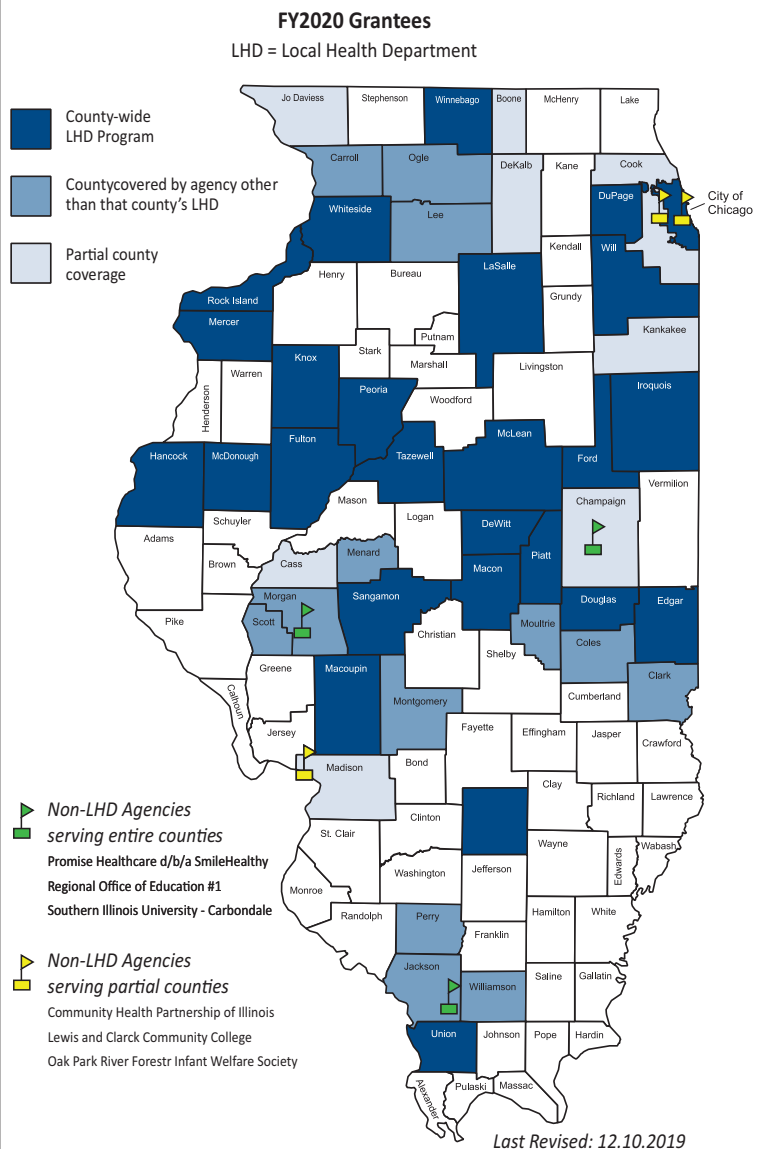 FY2020 Grantees
LHD = Local Health Department
County-wide
LHD Program
Countycovered by agency other
than that county's LHD
Partial county
coverage
Jo Daviess
Stephenson
Winnebago
Boone
McHenry
Lake
Carroll
Ogle
DeKalb
Kane
Cook
DuPage
City of
Chicago
Whiteside
Lee
Will
Kendall
LaSalle
Henry
Bureau
Rock Island
Grundy
Mercer
Putnam
Kankakee
Stark
Knox
Marshall
Livingston
Warren
Henderson
Peoria
Iroquois
Woodford
McLean
Fulton
Hancock
McDonough
Tazewell
Ford
Vermilion
Mason
Champaign
Logan
Schuyler
DeWitt
Adams
Menard
Piatt
Brown
Cass
Macon
Morgan
Sangamon
Douglas
Edgar
Scott
Pike
Moultrie
Christian
Coles
Shelby
Greene
Macoupin
Clark
Calhoun
Cumberland
Montgomery
Fayette
Jersey
Effingham
Jasper
Crawford
Madison
Bond
Clay
Richland
Lawrence
Clinton
St. Clair
Wayne
Edwards
Wabash
Jefferson
Washington
Monroe
Randolph
Hamilton
White
Perry
Franklin
Jackson
Williamson
Saline
Gallatin
Union
Johnson
Pope
Hardin
Alexander
Pulaski
Massac
Non-LHD Agencies
serving entire counties
Promise Healthcare d/b/a SmileHealthy
Regional Office of Education #1
Southern Illinois University - Carbondale
Non-LHD Agencies
serving partial counties
Community Health Partnership of Illinois
Lewis and Clarck Community College
Oak Park River Forestr Infant Welfare Society
Last Revised: 12.10.2019